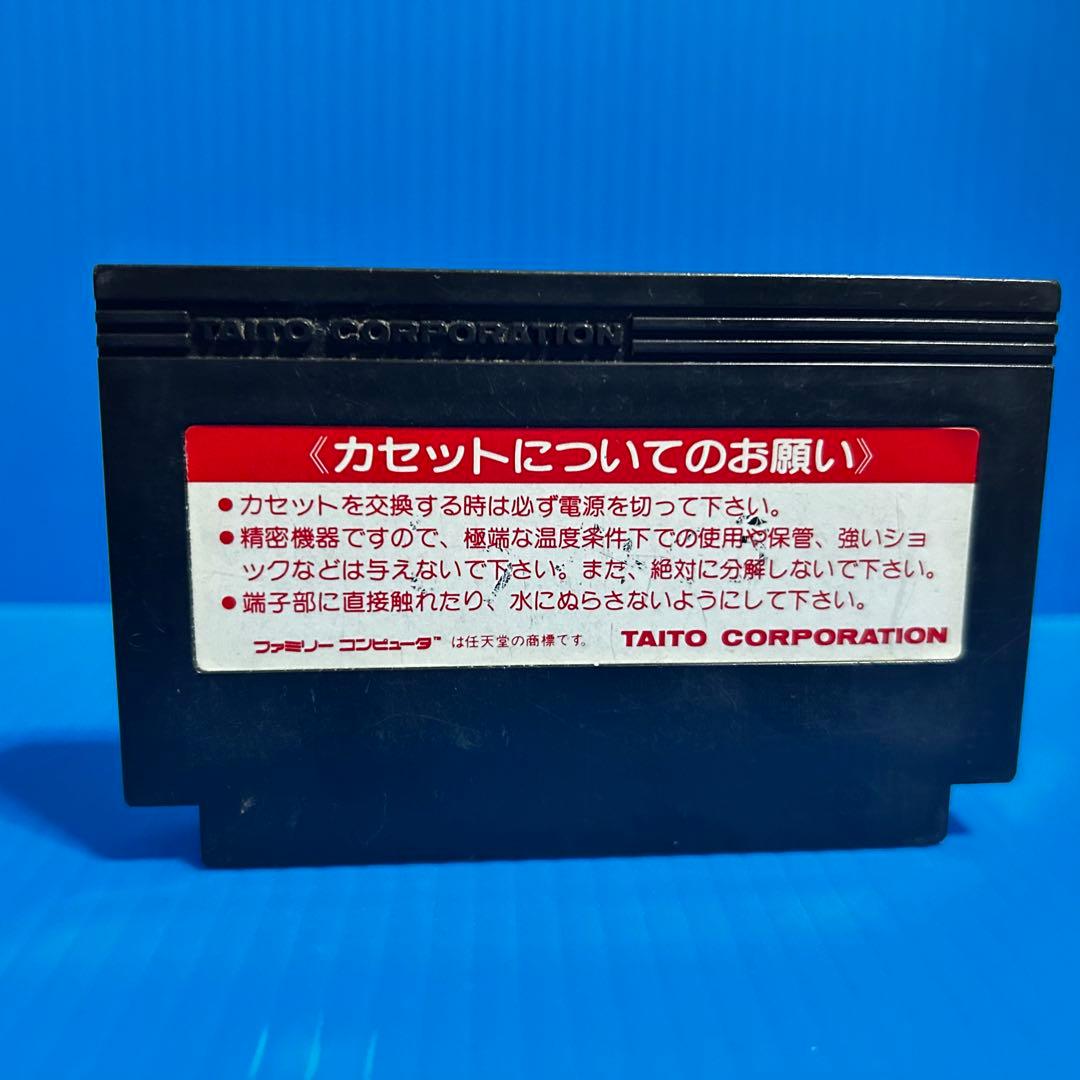 TAITO CORPORATION
《カセットについてのお願い》
●カセットを交換する時は必ず電源を切って下さい。
●精密機器ですので、極端な温度条件下での使用や保管、強いショ
ックなどは与えないで下さい。また、絶対に分解しないで下さい。
●端子部に直接触れたり、水にぬらさないようにして下さい。
ファミリーコンピュータ™ は任天堂の商標です。 TAITO CORPORATION